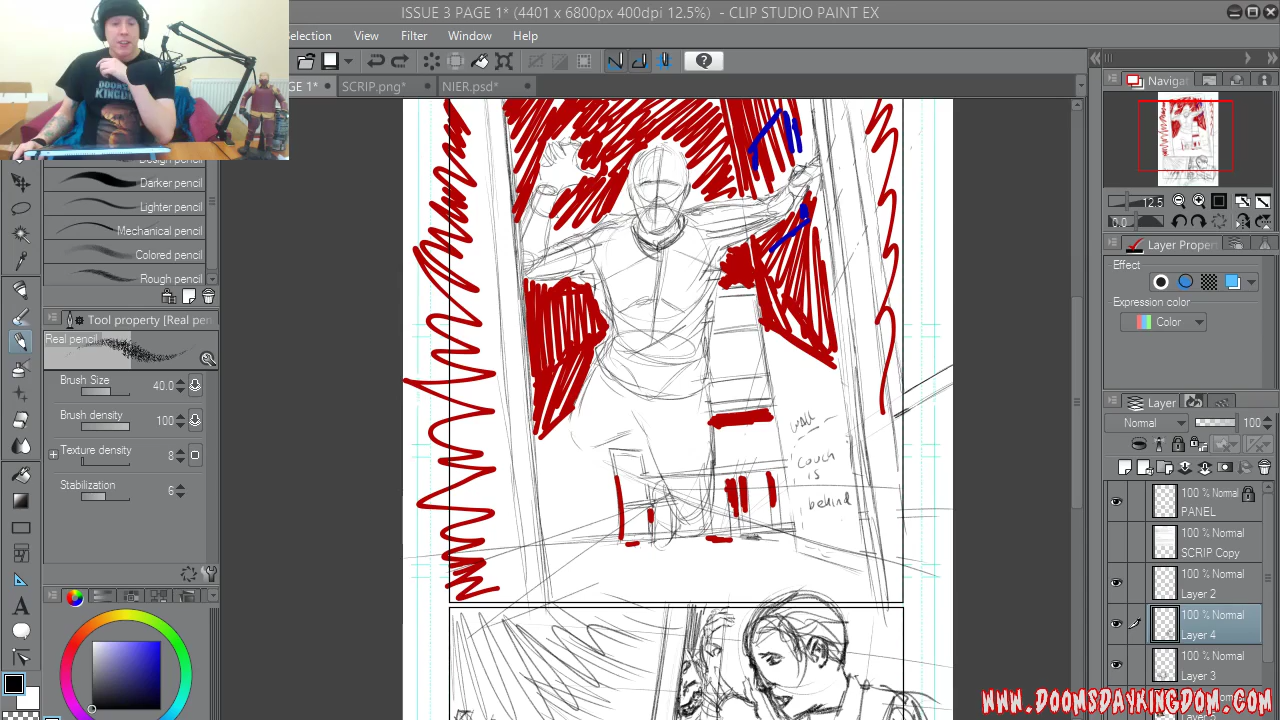 ISSUE 3 PAGE 1* (4401 x 6800px 400dpi 12.5%) - CLIP STUDIO PAINT EX
Selection View Filter Window Help
GE 1* SCRIP.png* NIER.psd*
DOOMSDAY
KINGDOM
Design pencil
Darker pencil
Lighter pencil
Mechanical pencil
Colored pencil
Rough pencil
Tool property [Real pen
Real pencil
Brush Size 40.0
Brush density 100
Texture density 8
Stabilization 6
Navigat
12.5
0.0
Layer Proper
Effect
Expression color
Color
Layer
Normal 100
100 % Normal
PANEL
100 % Normal
SCRIP Copy
100 % Normal
Layer 2
100 % Normal
Layer 4
100 % Normal
Layer 3
wall
couch
is
behind
WWW.DOOMSDAYKINGDOM.COM